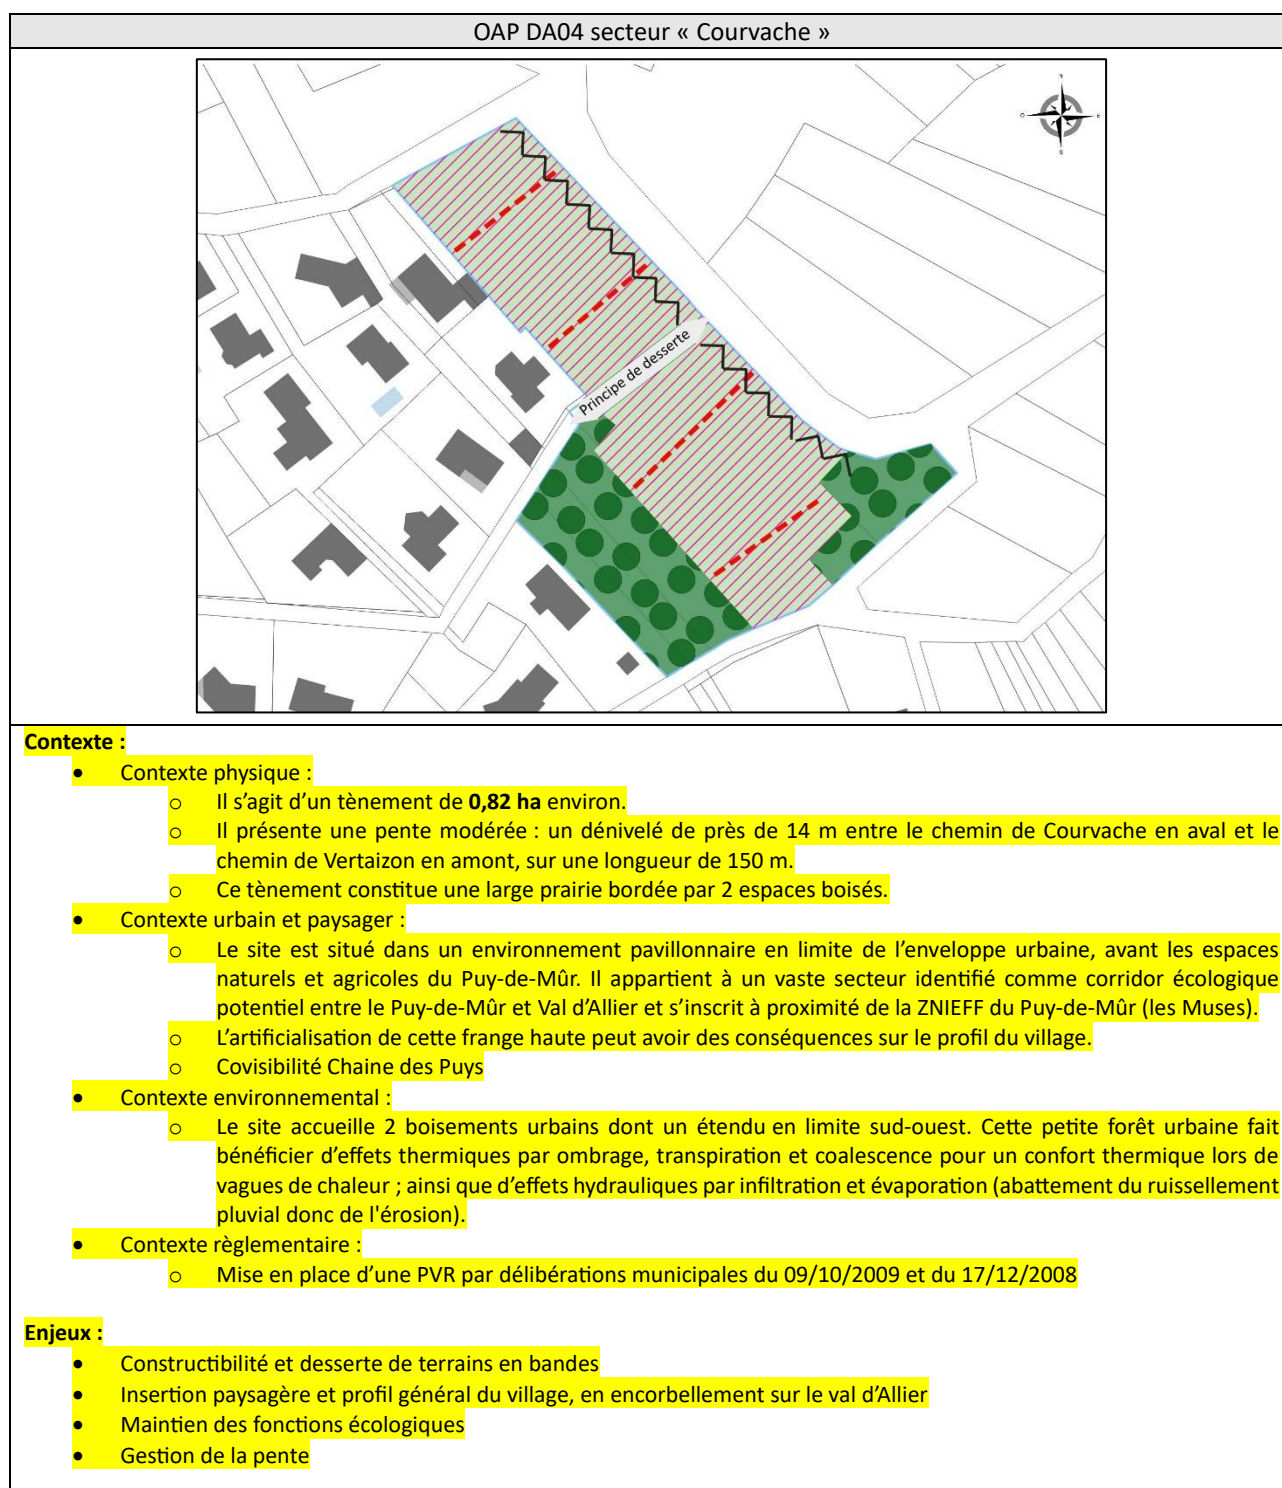 OAP DA04 secteur « Courvache »
Principe de desserte
Contexte :
• Contexte physique :
o Il s’agit d’un tènement de 0,82 ha environ.
o Il présente une pente modérée : un dénivelé de près de 14 m entre le chemin de Courvache en aval et le
chemin de Vertaizon en amont, sur une longueur de 150 m.
o Ce tènement constitue une large prairie bordée par 2 espaces boisés.
• Contexte urbain et paysager :
o Le site est situé dans un environnement pavillonnaire en limite de l’enveloppe urbaine, avant les espaces
naturels et agricoles du Puy-de-Mûr. Il appartient à un vaste secteur identifié comme corridor écologique
potentiel entre le Puy-de-Mûr et Val d’Allier et s’inscrit à proximité de la ZNIEFF du Puy-de-Mûr (les Muses).
o L’artificialisation de cette frange haute peut avoir des conséquences sur le profil du village.
o Covisibilité Chaine des Puys
• Contexte environnemental :
o Le site accueille 2 boisements urbains dont un étendu en limite sud-ouest. Cette petite forêt urbaine fait
bénéficier d’effets thermiques par ombrage, transpiration et coalescence pour un confort thermique lors de
vagues de chaleur ; ainsi que d’effets hydrauliques par infiltration et évaporation (abattement du ruissellement
pluvial donc de l'érosion).
• Contexte règlementaire :
o Mise en place d’une PVR par délibérations municipales du 09/10/2009 et du 17/12/2008
Enjeux :
• Constructibilité et desserte de terrains en bandes
• Insertion paysagère et profil général du village, en encorbellement sur le val d’Allier
• Maintien des fonctions écologiques
• Gestion de la pente